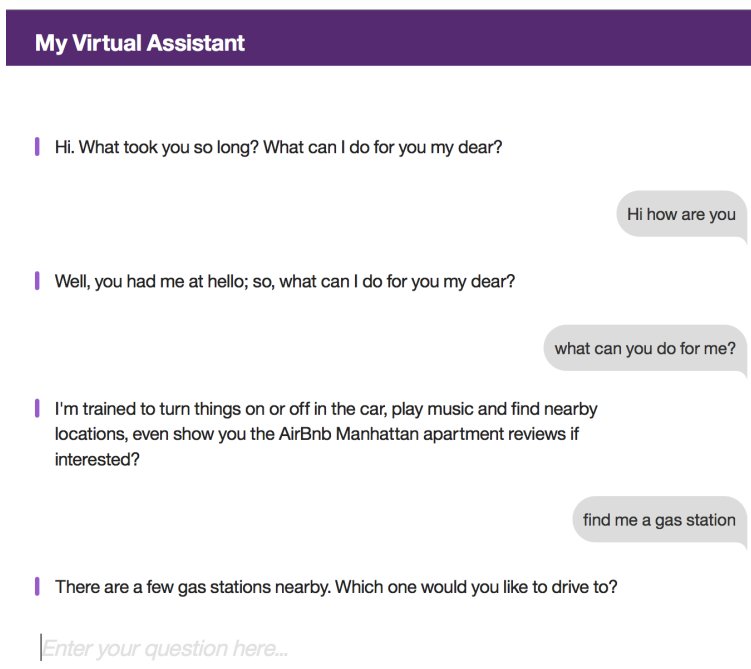 My Virtual Assistant
Hi. What took you so long? What can I do for you my dear?
Hi how are you
Well, you had me at hello; so, what can I do for you my dear?
what can you do for me?
I'm trained to turn things on or off in the car, play music and find nearby
locations, even show you the AirBnb Manhattan apartment reviews if
interested?
find me a gas station
There are a few gas stations nearby. Which one would you like to drive to?
Enter your question here...